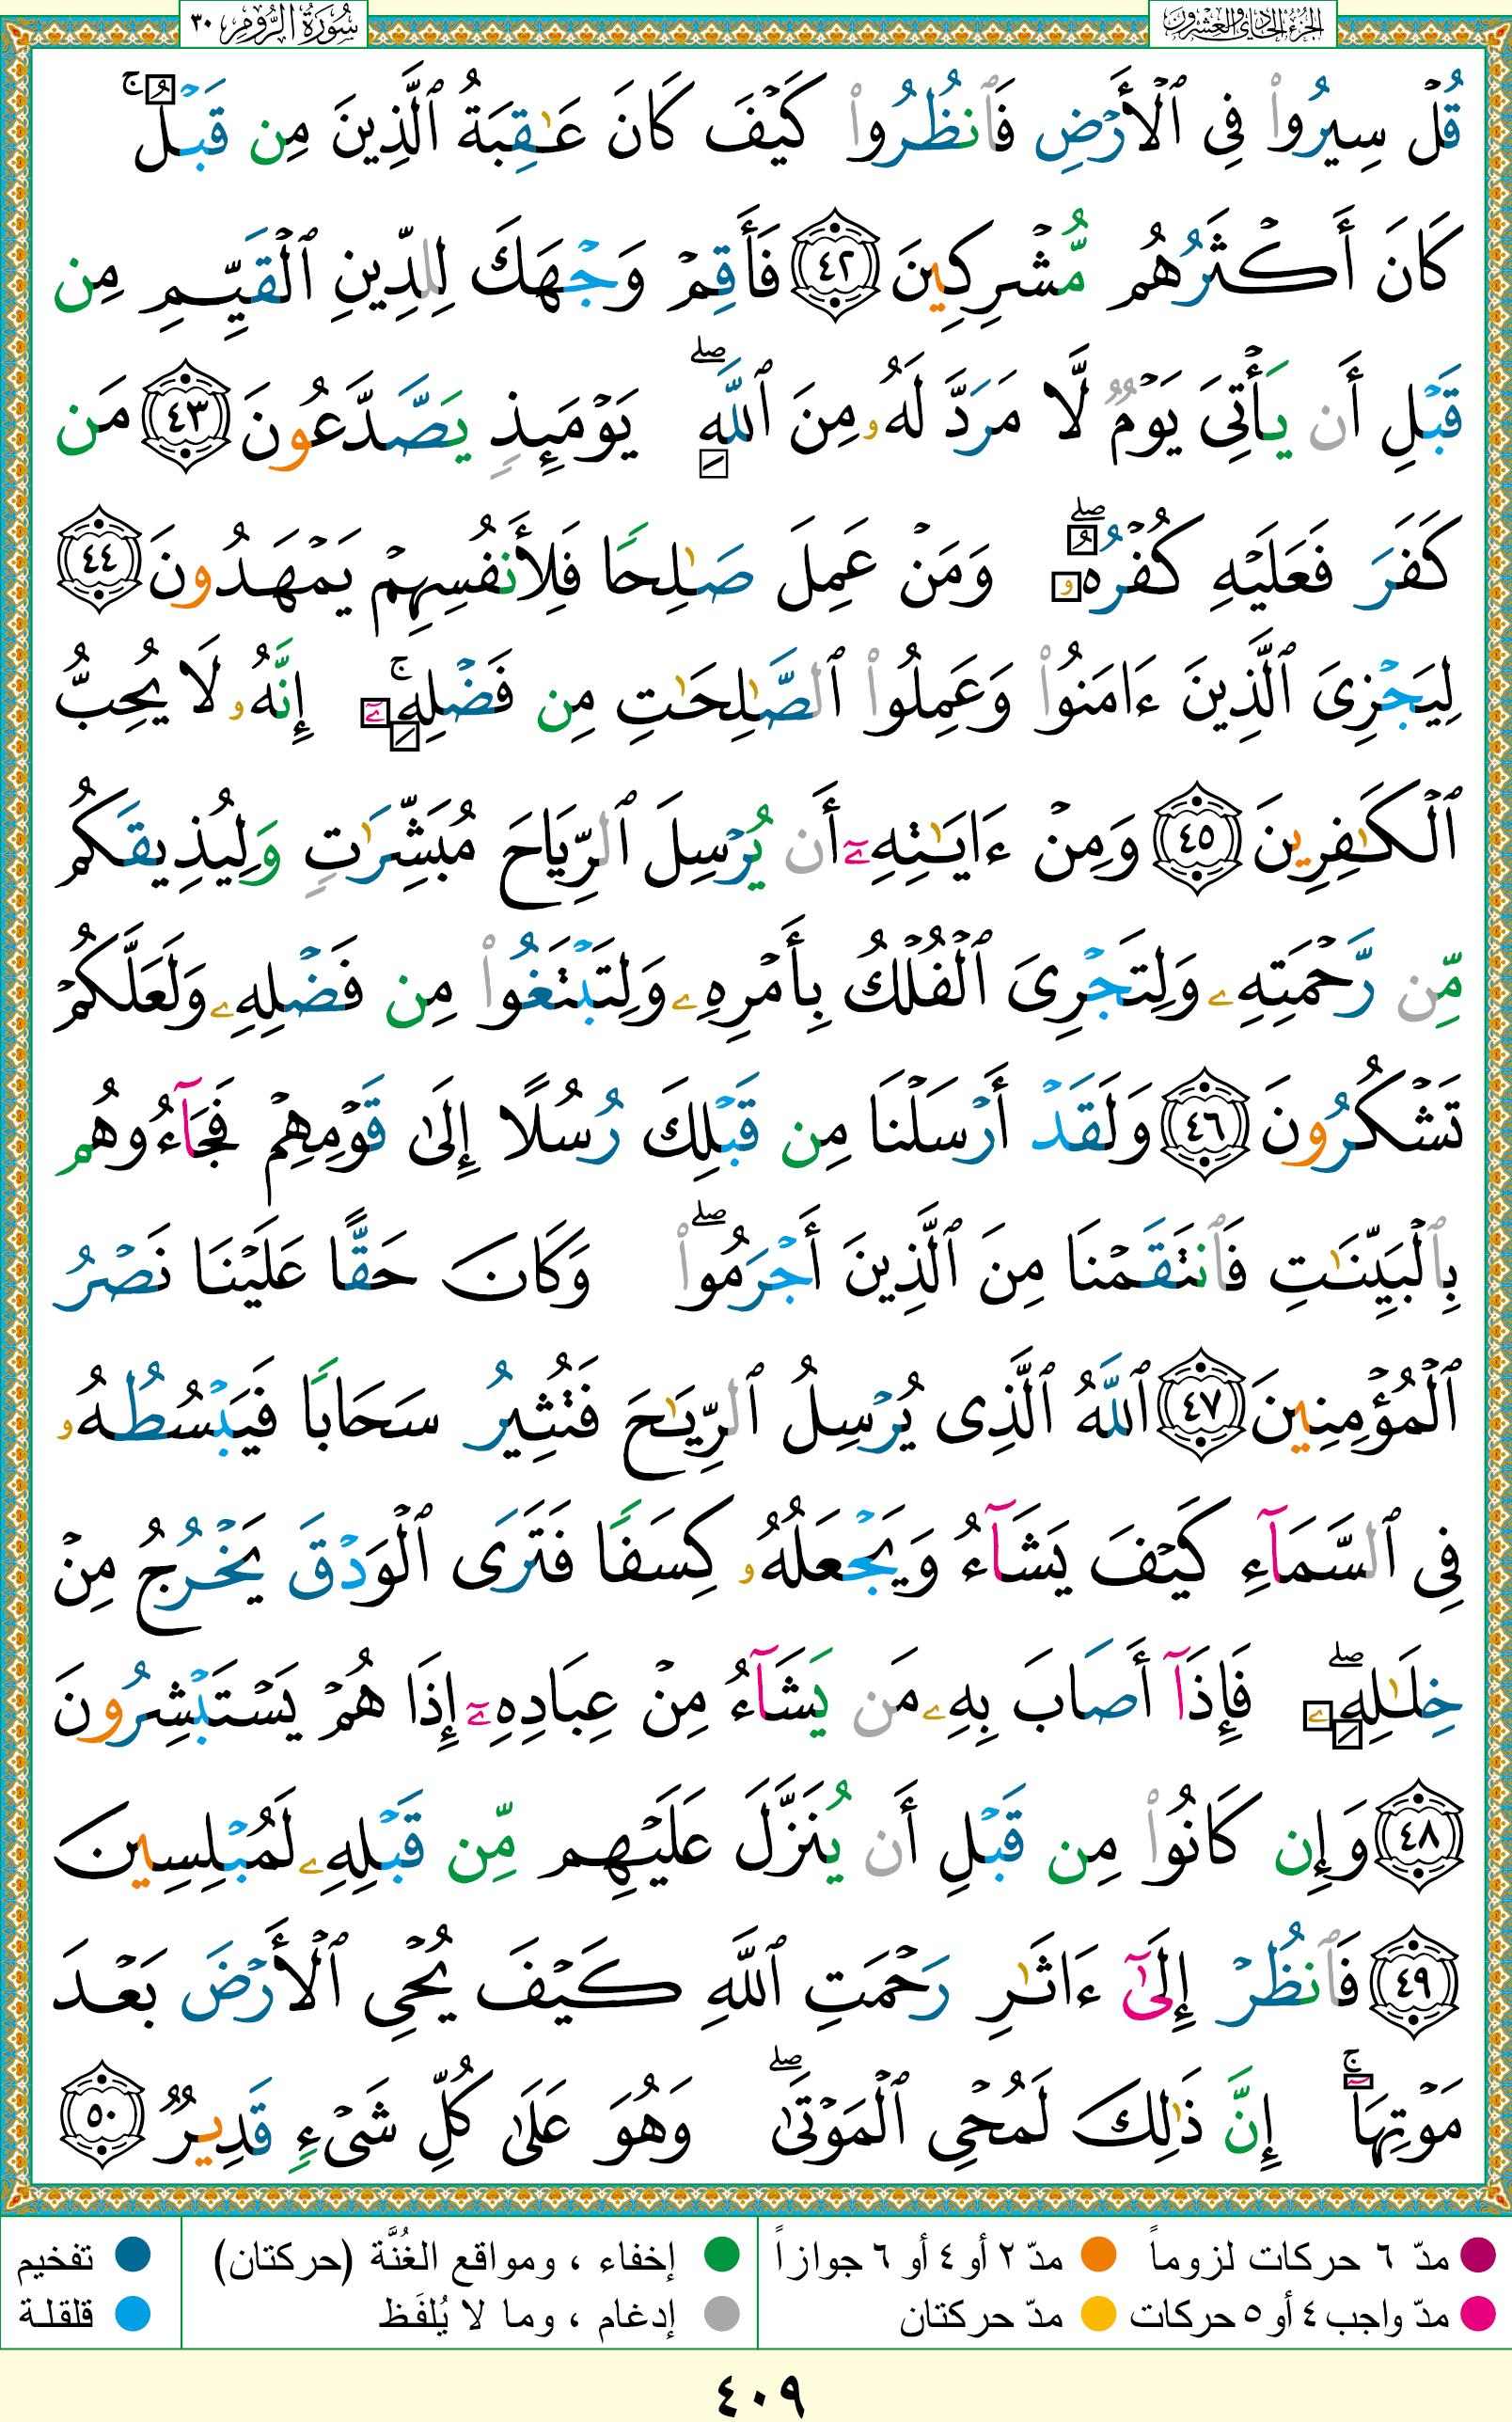 الجزء الحادي والعشرون
سُورَةُ الرُّومِ ٣٠
قُلۡ سِيرُواْ فِى ٱلۡأَرۡضِ فَٱنظُرُواْ كَيۡفَ كَانَ عَـٰقِبَةُ ٱلَّذِينَ مِن قَبۡلُۚ
كَانَ أَكۡثَرُهُم مُّشۡرِكِينَ ٤٢ فَأَقِمۡ وَجۡهَكَ لِلدِّينِ ٱلۡقَيِّمِ مِن
قَبۡلِ أَن يَأۡتِىَ يَوۡمٌ لَّا مَرَدَّ لَهُۥ مِنَ ٱللَّهِۖ يَوۡمَئِذٍ يَصَّدَّعُونَ ٤٣ مَن
كَفَرَ فَعَلَيۡهِ كُفۡرُهُۥۖ وَمَنۡ عَمِلَ صَـٰلِحًا فَلِأَنفُسِهِمۡ يَمۡهَدُونَ ٤٤
لِيَجۡزِىَ ٱلَّذِينَ ءَامَنُواْ وَعَمِلُواْ ٱلصَّـٰلِحَـٰتِ مِن فَضۡلِهِۦٓۚ إِنَّهُۥ لَا يُحِبُّ
ٱلۡكَـٰفِرِينَ ٤٥ وَمِنۡ ءَايَـٰتِهِۦٓ أَن يُرۡسِلَ ٱلرِّيَاحَ مُبَشِّرَٰتٍ وَلِيُذِيقَكُم
مِّن رَّحۡمَتِهِۦ وَلِتَجۡرِىَ ٱلۡفُلۡكُ بِأَمۡرِهِۦ وَلِتَبۡتَغُواْ مِن فَضۡلِهِۦ وَلَعَلَّكُمۡ
تَشۡكُرُونَ ٤٦ وَلَقَدۡ أَرۡسَلۡنَا مِن قَبۡلِكَ رُسُلًا إِلَىٰ قَوۡمِهِمۡ فَجَآءُوهُم
بِٱلۡبَيِّنَـٰتِ فَٱنتَقَمۡنَا مِنَ ٱلَّذِينَ أَجۡرَمُواْۖ وَكَانَ حَقًّا عَلَيۡنَا نَصۡرُ
ٱلۡمُؤۡمِنِينَ ٤٧ ٱللَّهُ ٱلَّذِى يُرۡسِلُ ٱلرِّيَـٰحَ فَتُثِيرُ سَحَابًا فَيَبۡسُطُهُۥ
فِى ٱلسَّمَآءِ كَيۡفَ يَشَآءُ وَيَجۡعَلُهُۥ كِسَفًا فَتَرَى ٱلۡوَدۡقَ يَخۡرُجُ مِنۡ
خِلَـٰلِهِۦۖ فَإِذَآ أَصَابَ بِهِۦ مَن يَشَآءُ مِنۡ عِبَادِهِۦٓ إِذَا هُمۡ يَسۡتَبۡشِرُونَ
٤٨ وَإِن كَانُواْ مِن قَبۡلِ أَن يُنَزَّلَ عَلَيۡهِم مِّن قَبۡلِهِۦ لَمُبۡلِسِينَ
٤٩ فَٱنظُرۡ إِلَىٰٓ ءَاثَـٰرِ رَحۡمَتِ ٱللَّهِ كَيۡفَ يُحۡىِ ٱلۡأَرۡضَ بَعۡدَ
مَوۡتِهَآۚ إِنَّ ذَٰلِكَ لَمُحۡىِ ٱلۡمَوۡتَىٰۖ وَهُوَ عَلَىٰ كُلِّ شَىۡءٍ قَدِيرٌ ٥٠
مدّ ٦ حركات لزوماً مدّ ٢ أو ٤ أو ٦ جوازاً إخفاء ، ومواقع الغُنَّة (حركتان) تفخيم
مدّ واجب ٤ أو ٥ حركات مدّ حركتان إدغام ، وما لا يُلفَظ قلقلة
٤٠٩